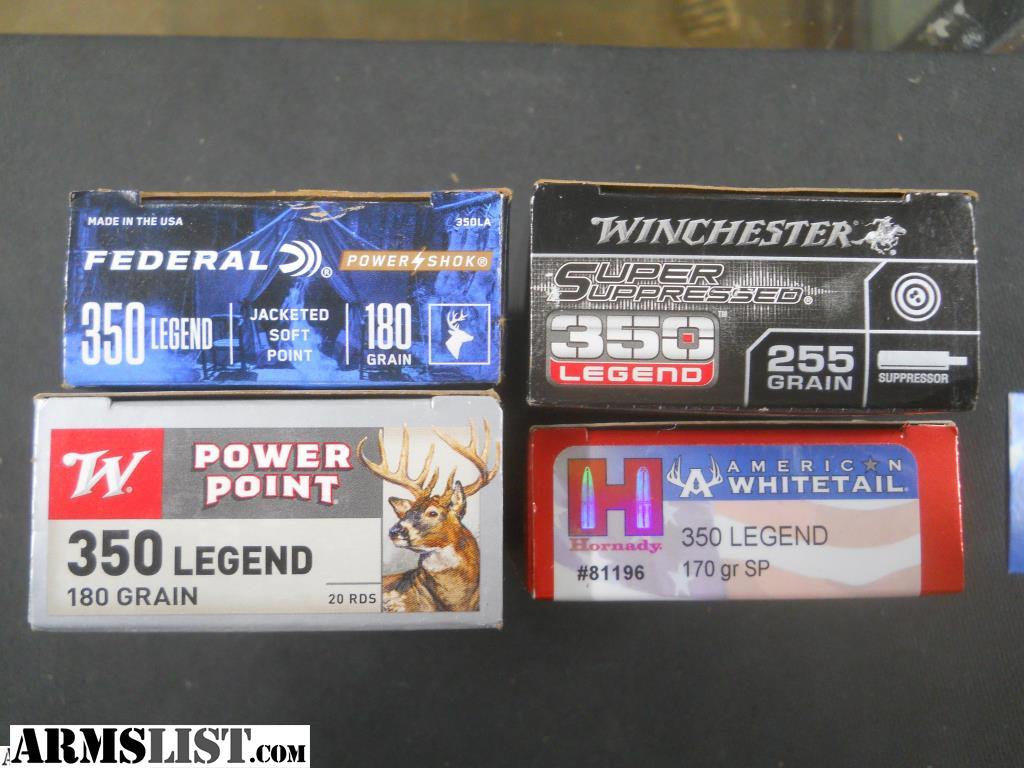 MADE IN THE USA
350LA
FEDERAL® POWER SHOK®
350 LEGEND
JACKETED
SOFT
POINT
180
GRAIN
WINCHESTER
SUPER
SUPPRESSED®
350™
LEGEND
255
GRAIN
SUPPRESSOR
W®
POWER
POINT®
350 LEGEND
180 GRAIN
20 RDS
H
Hornady®
#81196
AMERICAN
WHITETAIL®
350 LEGEND
170 gr SP
ARMSLIST.COM